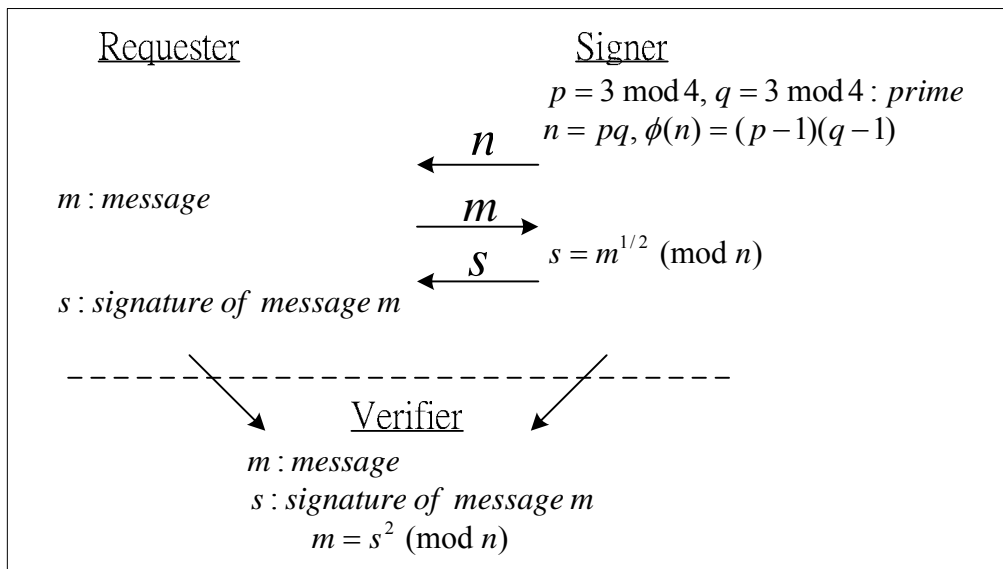 Requester Signer
p = 3 mod 4, q = 3 mod 4 : prime
n = pq, ϕ(n) = (p − 1)(q − 1)
n
m : message
m
s = m^{1/2} (mod n)
s
s : signature of message m
Verifier
m : message
s : signature of message m
m = s^2 (mod n)